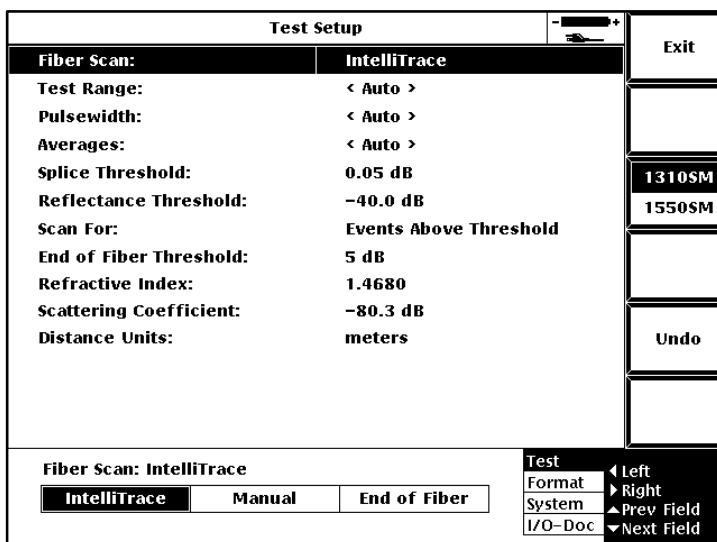 Test Setup
- +
Exit
Fiber Scan: IntelliTrace
Test Range: < Auto >
Pulsewidth: < Auto >
Averages: < Auto >
Splice Threshold: 0.05 dB
Reflectance Threshold: -40.0 dB
Scan For: Events Above Threshold
End of Fiber Threshold: 5 dB
Refractive Index: 1.4680
Scattering Coefficient: -80.3 dB
Distance Units: meters
1310SM
1550SM
Undo
Fiber Scan: IntelliTrace
IntelliTrace Manual End of Fiber
Test
Format
System
I/O-Doc
Left
Right
Prev Field
Next Field